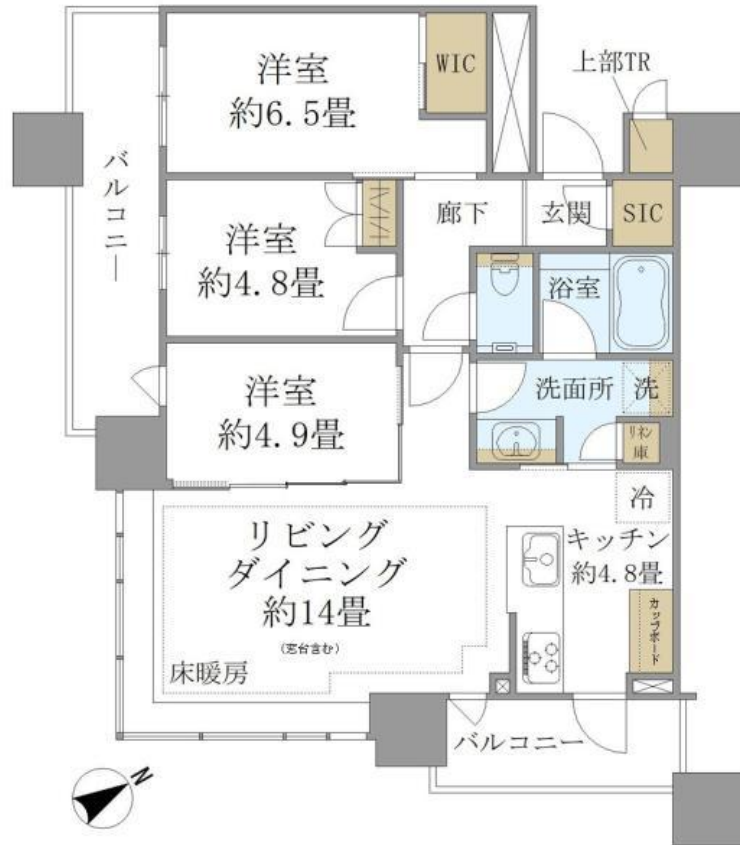 洋室
約6.5畳
WIC
上部TR
バルコニー
洋室
約4.8畳
廊下
玄関
SIC
浴室
洋室
約4.9畳
洗面所
洗
リネン
庫
冷
リビング
ダイニング
約14畳
(窓台含む)
キッチン
約4.8畳
カップボード
床暖房
バルコニー
N